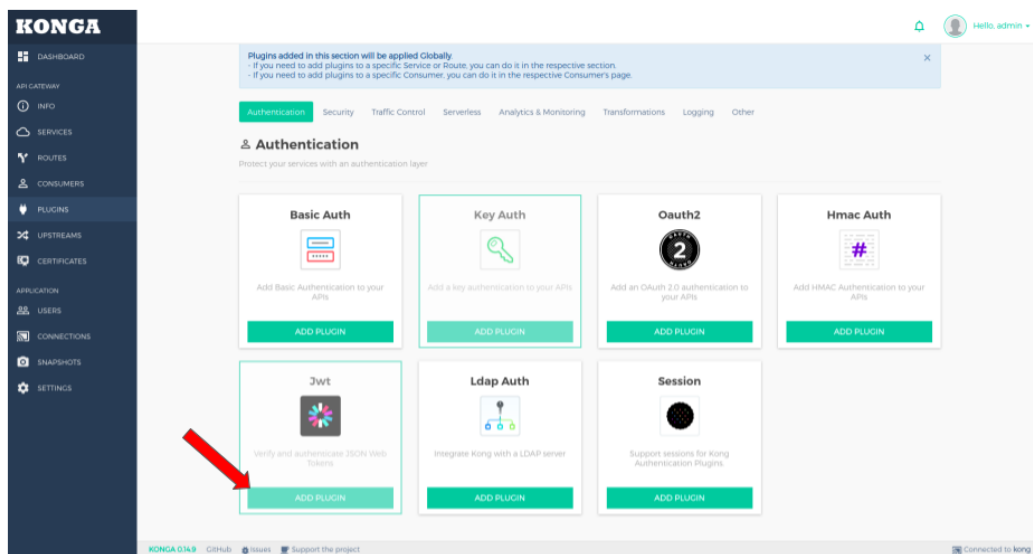 KONGA
Hello, admin
DASHBOARD
API GATEWAY
INFO
SERVICES
ROUTES
CONSUMERS
PLUGINS
UPSTREAMS
CERTIFICATES
APPLICATION
USERS
CONNECTIONS
SNAPSHOTS
SETTINGS
Plugins added in this section will be applied Globally.
- If you need to add plugins to a specific Service or Route, you can do it in the respective section.
- If you need to add plugins to a specific Consumer, you can do it in the respective Consumer's page.
Authentication Security Traffic Control Serverless Analytics & Monitoring Transformations Logging Other
Authentication
Protect your services with an authentication layer
Basic Auth
Add Basic Authentication to your
APIs
ADD PLUGIN
Key Auth
Add a key authentication to your APIs
ADD PLUGIN
Oauth2
OAUTH
2
Add an OAuth 2.0 authentication to
your APIs
ADD PLUGIN
Hmac Auth
#
Add HMAC Authentication to your
APIs
ADD PLUGIN
Jwt
Verify and authenticate JSON Web
Tokens
ADD PLUGIN
Ldap Auth
Integrate Kong with a LDAP server
ADD PLUGIN
Session
Support sessions for Kong
Authentication Plugins.
ADD PLUGIN
KONGA 0.14.9 GitHub Issues Support the project
Connected to kong